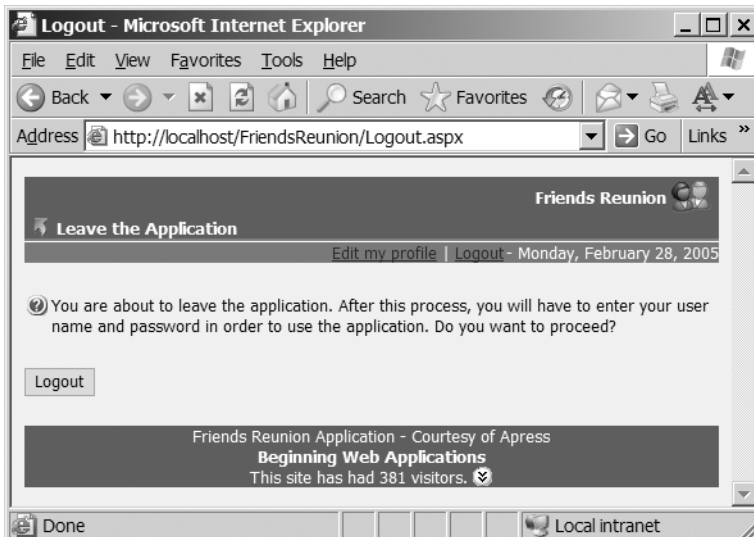 Logout - Microsoft Internet Explorer
File Edit View Favorites Tools Help
Back Search Favorites
Address http://localhost/FriendsReunion/Logout.aspx Go Links »
Friends Reunion
Leave the Application
Edit my profile | Logout - Monday, February 28, 2005
You are about to leave the application. After this process, you will have to enter your user
name and password in order to use the application. Do you want to proceed?
Logout
Friends Reunion Application - Courtesy of Apress
Beginning Web Applications
This site has had 381 visitors.
Done Local intranet